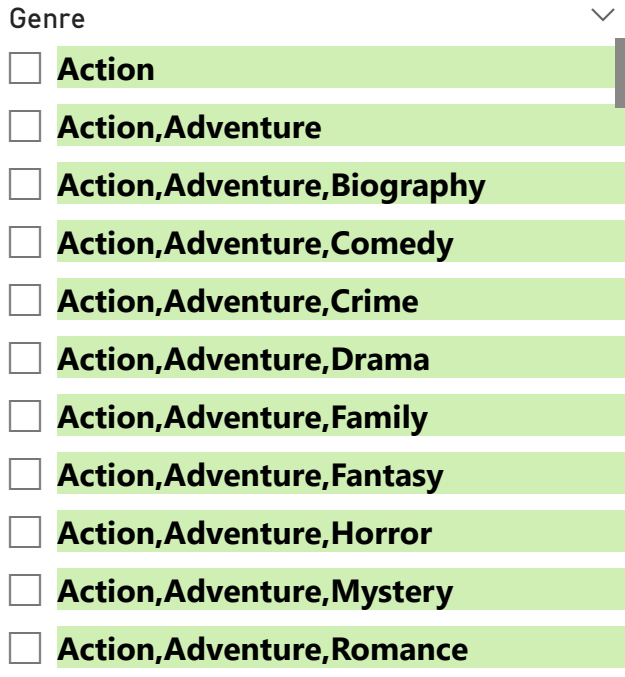 Genre
Action
Action,Adventure
Action,Adventure,Biography
Action,Adventure,Comedy
Action,Adventure,Crime
Action,Adventure,Drama
Action,Adventure,Family
Action,Adventure,Fantasy
Action,Adventure,Horror
Action,Adventure,Mystery
Action,Adventure,Romance